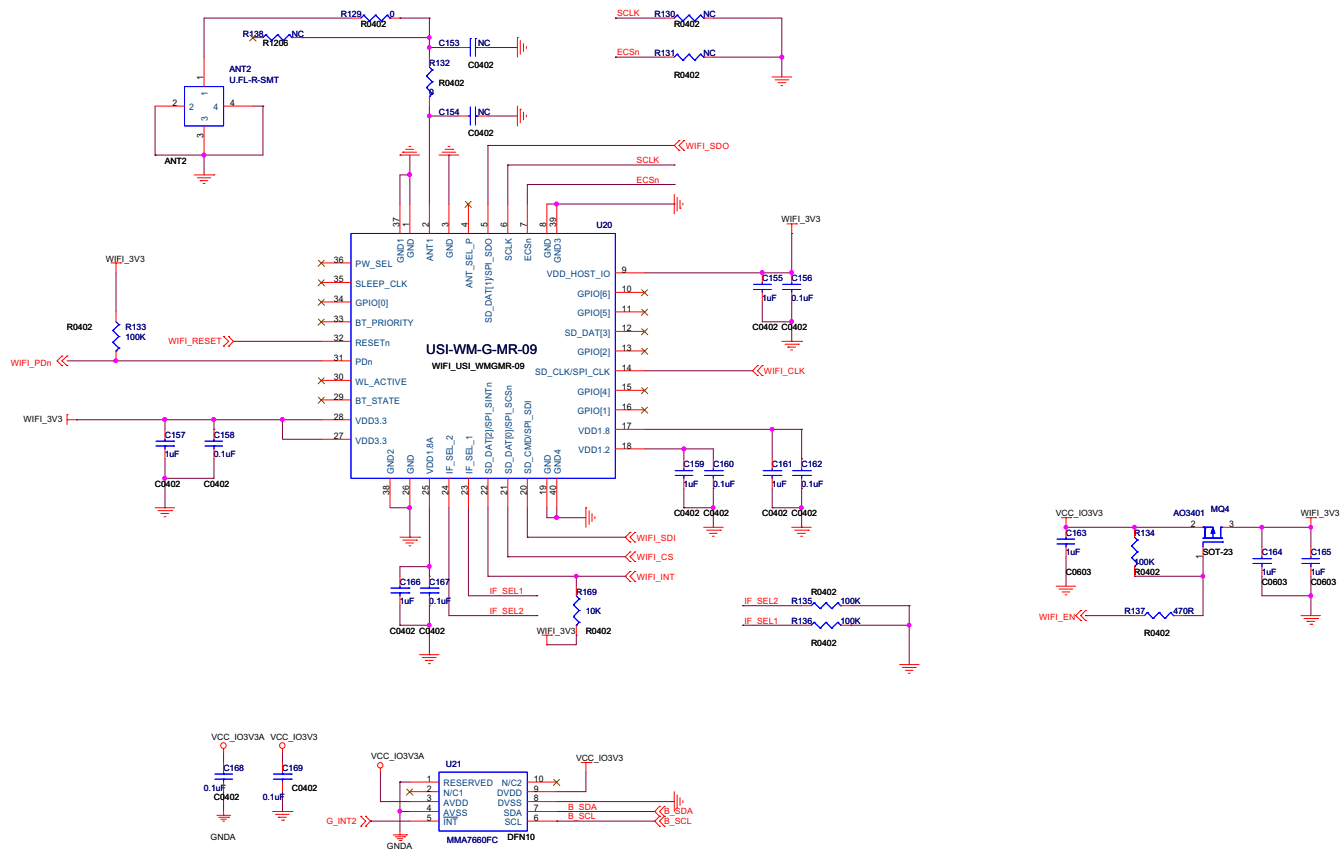 R129 0
R0402
R138 NC
R1206
ANT2
U.FL-R-SMT
1
1
2 2 4 4
3
3
ANT2
C153 NC
C0402
R132
R0402
0
C154 NC
C0402
SCLK R130 NC
R0402
ECSn R131 NC
R0402
WIFI_SDO
SCLK
ECSn
37 1 2 3 4 5 6 7 8 39
U20
GND1 GND ANT1 GND ANT_SEL_P SD_DAT[1]/SPI_SDO SCLK ECSn GND GND3
WIFI_3V3
36 PW_SEL
35 SLEEP_CLK
34 GPIO[0]
33 BT_PRIORITY
32 RESETn
31 PDn
30 WL_ACTIVE
29 BT_STATE
28 VDD3.3
27 VDD3.3
VDD_HOST_IO 9
GPIO[6] 10
GPIO[5] 11
SD_DAT[3] 12
GPIO[2] 13
SD_CLK/SPI_CLK 14
GPIO[4] 15
GPIO[1] 16
VDD1.8 17
VDD1.2 18
USI-WM-G-MR-09
WIFI_USI_WMGMR-09
GND2 GND VDD1.8A IF_SEL_2 IF_SEL_1 SD_DAT[2]/SPI_SINTn SD_DAT[0]/SPI_SCSn SD_CMD/SPI_SDI GND GND4
38 26 25 24 23 22 21 20 19 40
WIFI_3V3
R0402
R133
100K
WIFI_RESET
WIFI_PDn
WIFI_3V3
C157
1uF
C0402
C158
0.1uF
C0402
C155
1uF
C0402
C156
0.1uF
C0402
WIFI_CLK
C159
1uF
C0402
C160
0.1uF
C0402
C161
1uF
C0402
C162
0.1uF
C0402
WIFI_SDI
WIFI_CS
WIFI_INT
C166
1uF
C0402
C167
0.1uF
C0402
IF_SEL1
IF_SEL2
R169
10K
R0402
WIFI_3V3
R0402
IF_SEL2 R135 100K
IF_SEL1 R136 100K
R0402
VCC_IO3V3
AO3401
MQ4
WIFI_3V3
2 3
1
SOT-23
C163
1uF
C0603
R134
100K
R0402
C164
1uF
C0603
C165
1uF
C0603
WIFI_EN
R137 470R
R0402
VCC_IO3V3A
C168
0.1uF
C0402
GNDA
VCC_IO3V3
C169
0.1uF
C0402
VCC_IO3V3A
U21
VCC_IO3V3
1 RESERVED N/C2 10
2 N/C1 DVDD 9
3 AVDD DVSS 8
4 AVSS SDA 7 B_SDA B_SDA
G_INT2 5 INT SCL 6 B_SCL B_SCL
MMA7660FC DFN10
GNDA